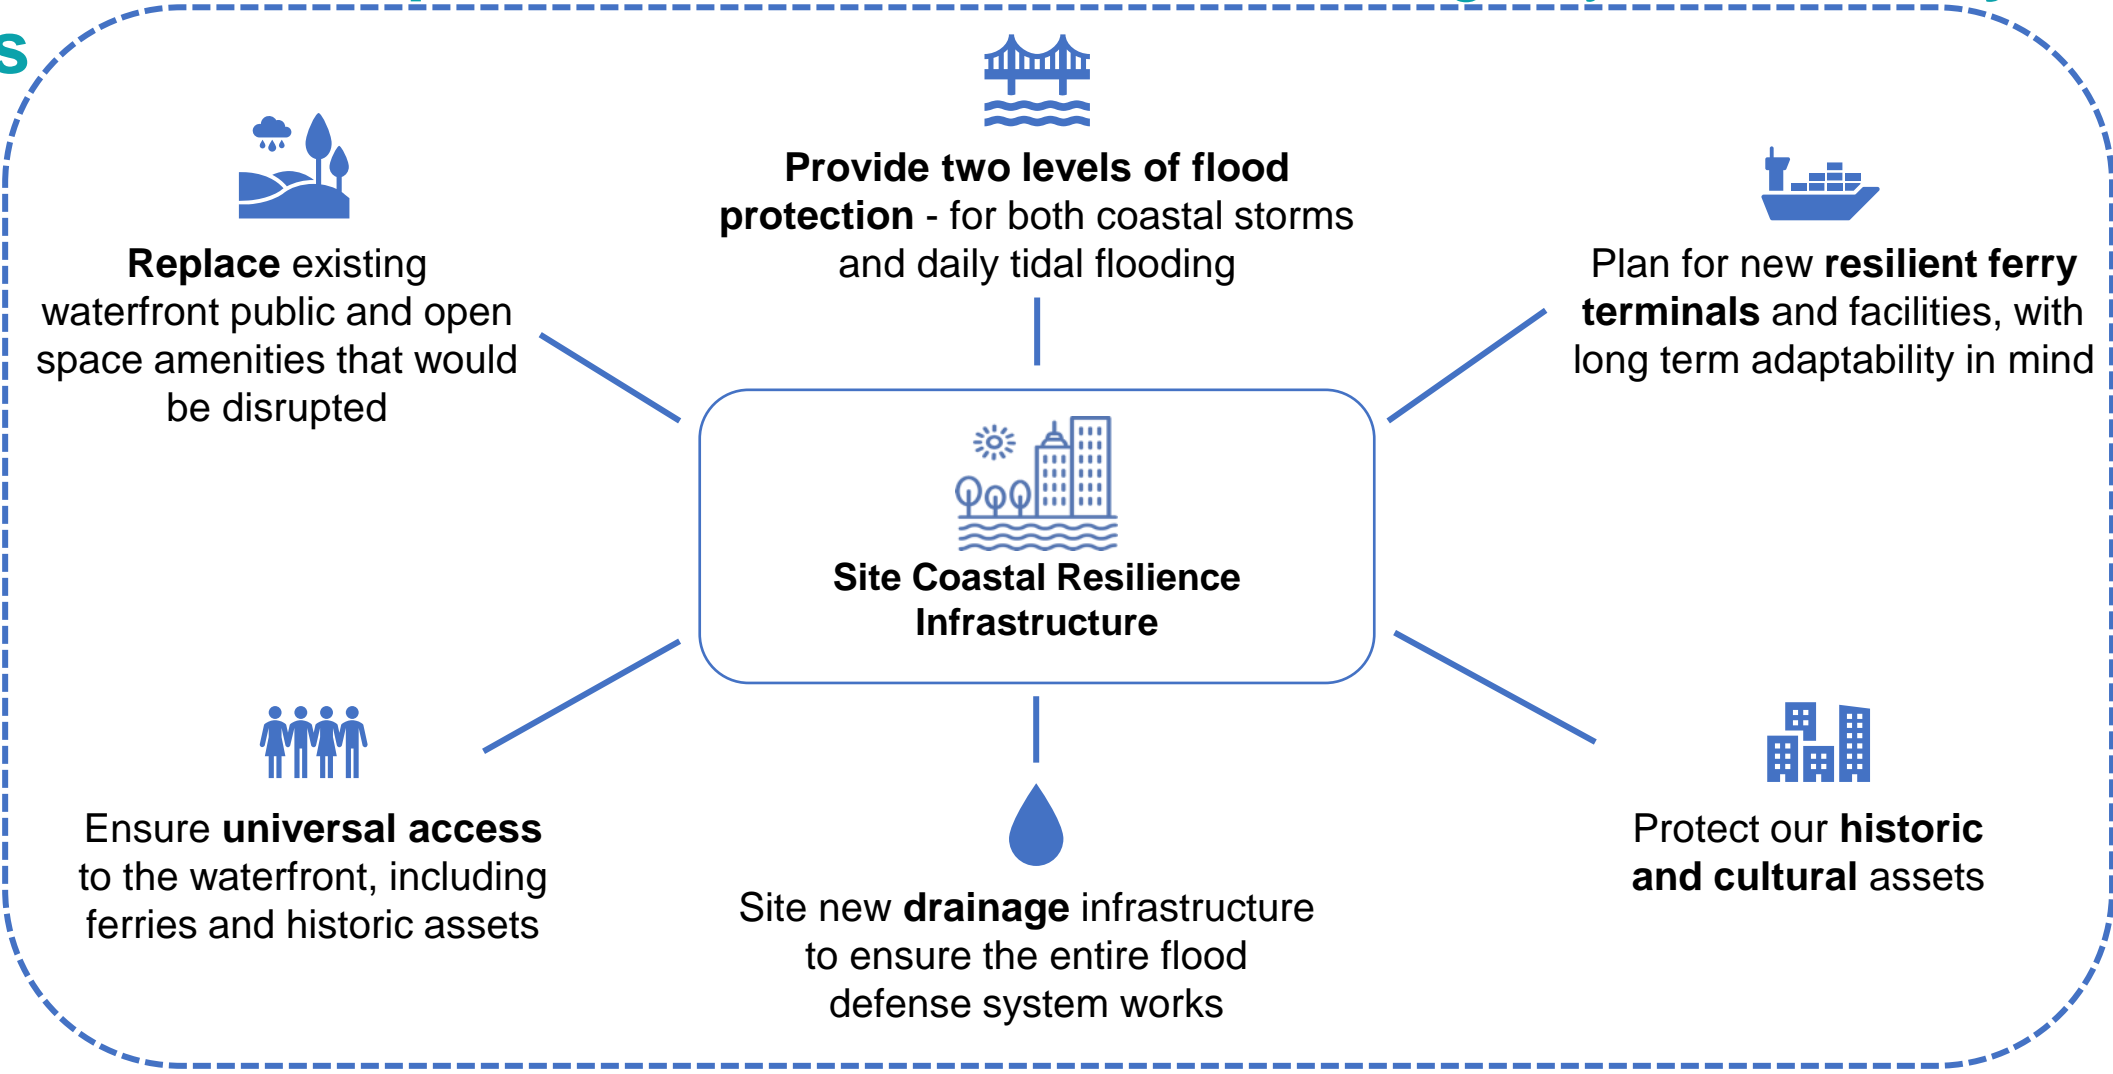 s
Provide two levels of flood
protection - for both coastal storms
and daily tidal flooding
Replace existing
waterfront public and open
space amenities that would
be disrupted
Plan for new resilient ferry
terminals and facilities, with
long term adaptability in mind
Site Coastal Resilience
Infrastructure
Ensure universal access
to the waterfront, including
ferries and historic assets
Site new drainage infrastructure
to ensure the entire flood
defense system works
Protect our historic
and cultural assets